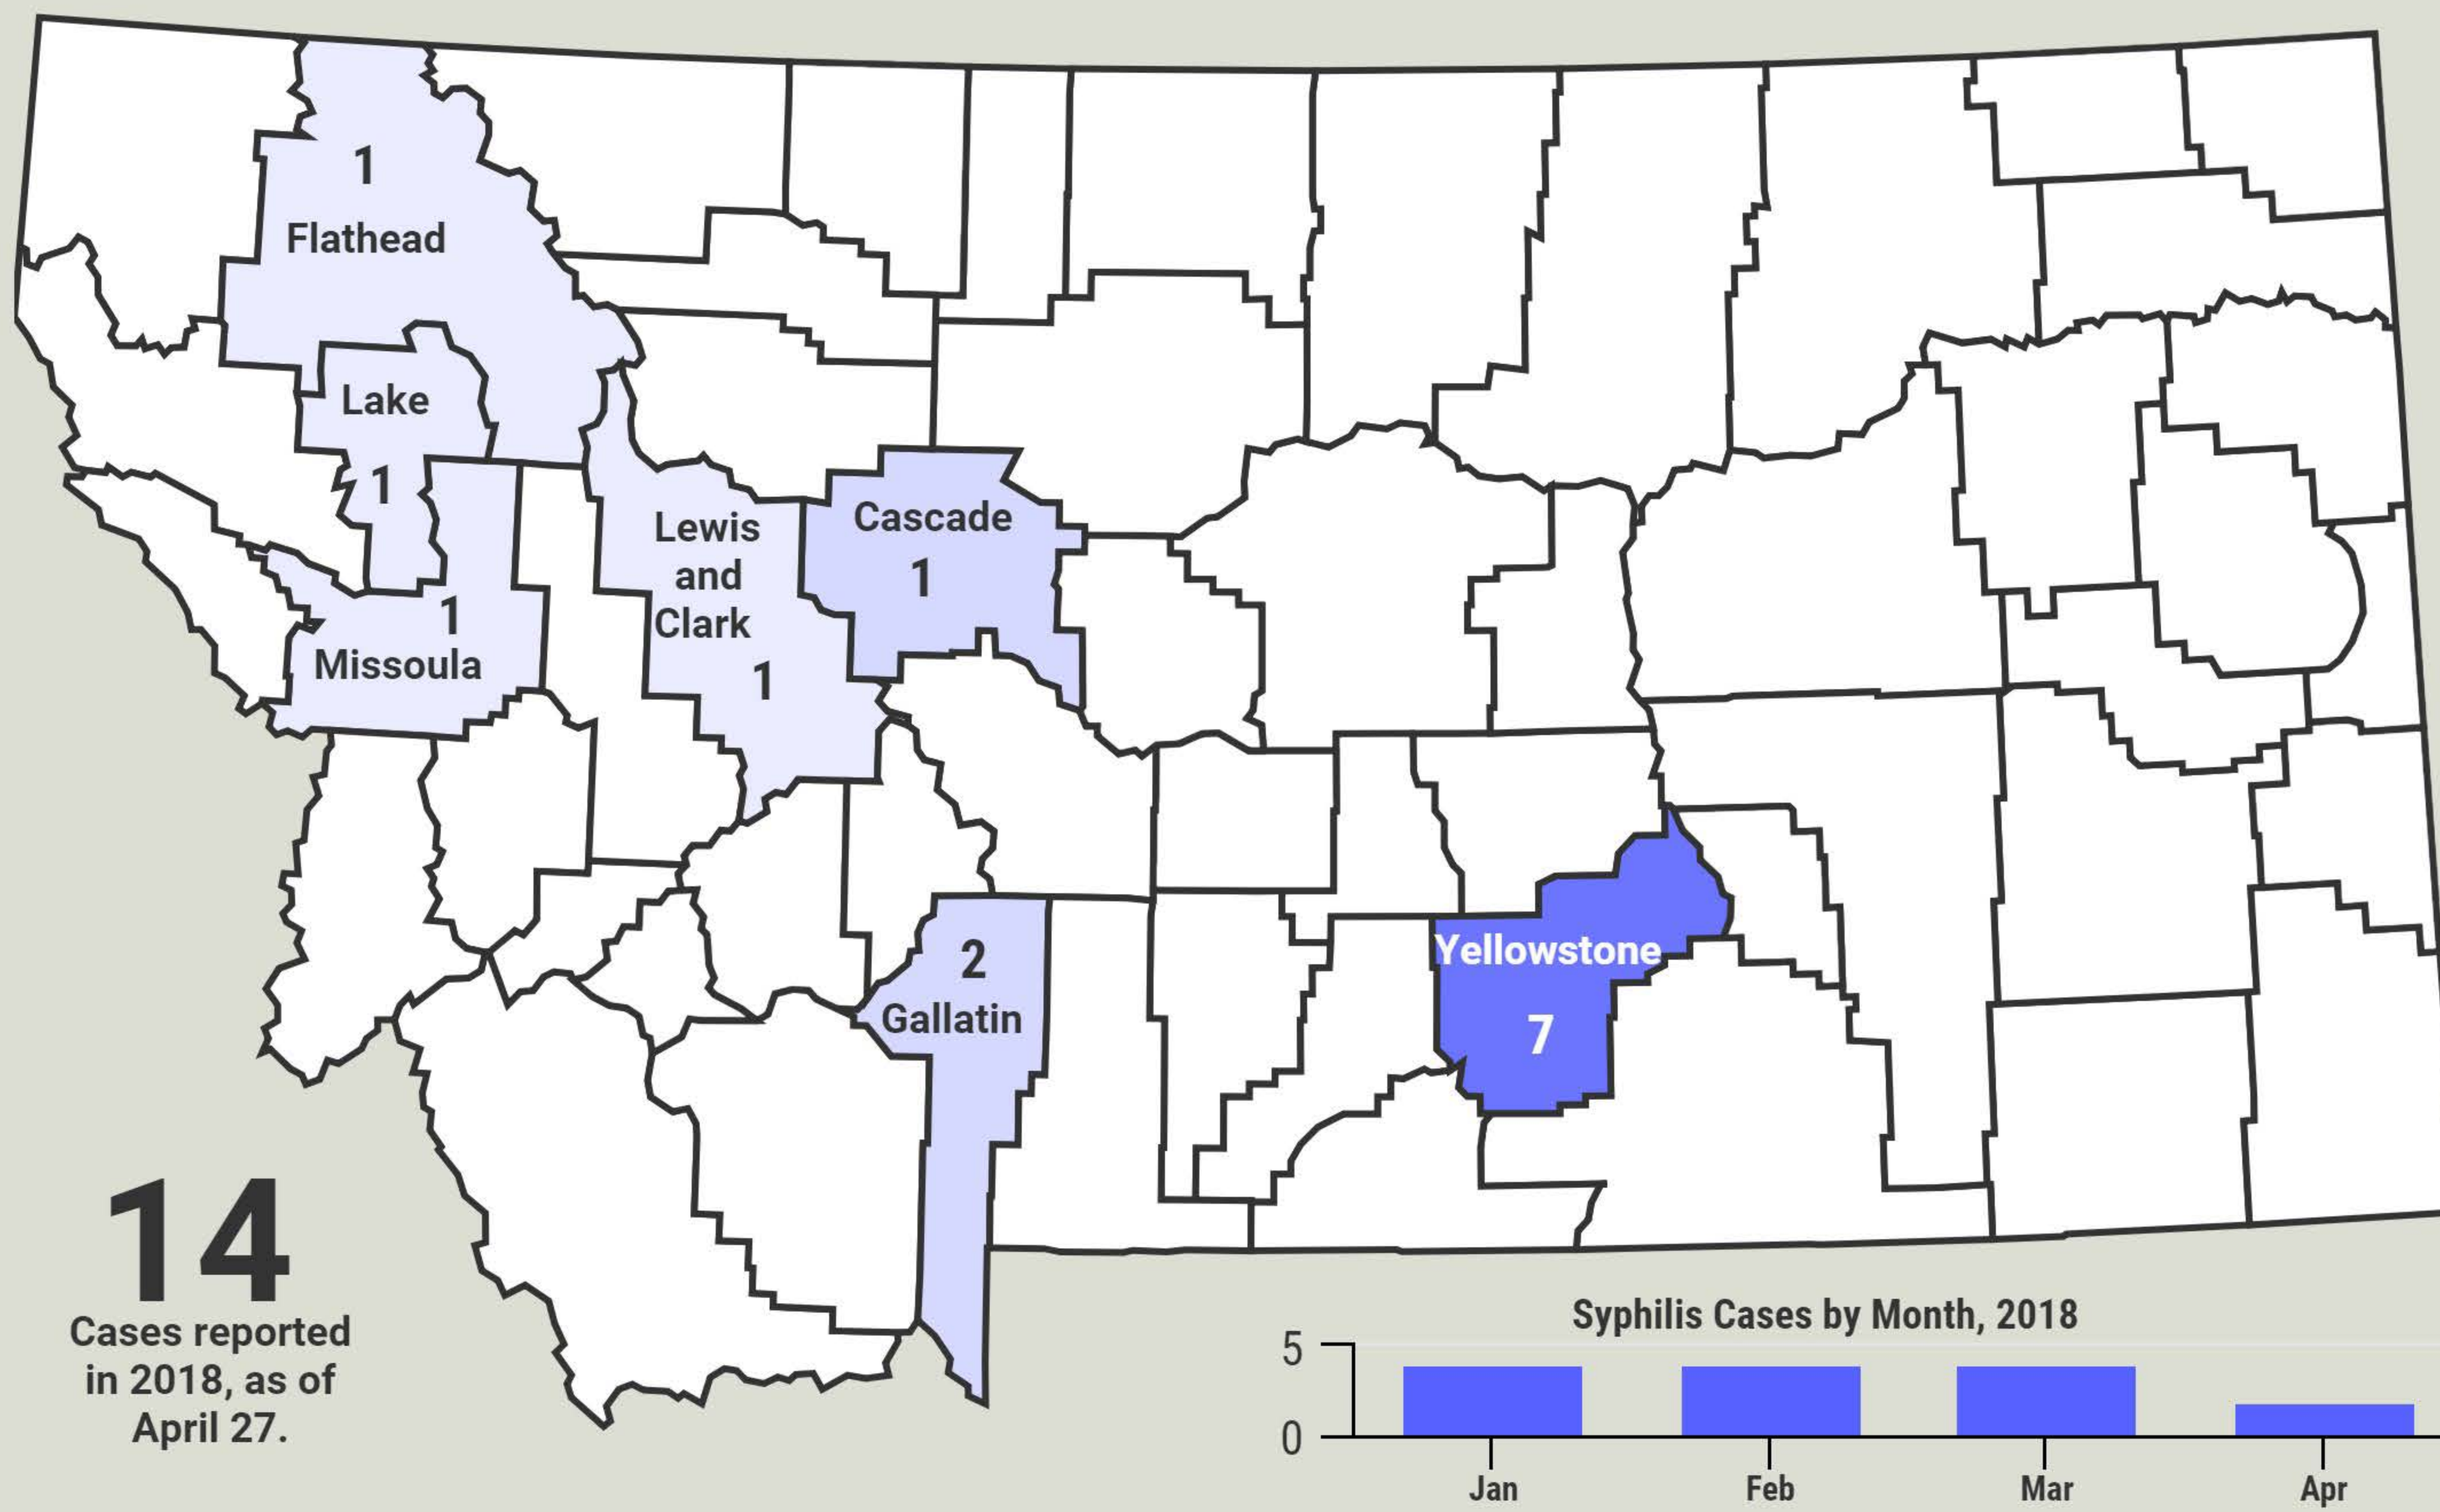 1
Flathead
Lake
1
Lewis
and
Clark
1
Cascade
1
1
Missoula
2
Gallatin
Yellowstone
7
14
Cases reported
in 2018, as of
April 27.
Syphilis Cases by Month, 2018
5
0
Jan Feb Mar Apr